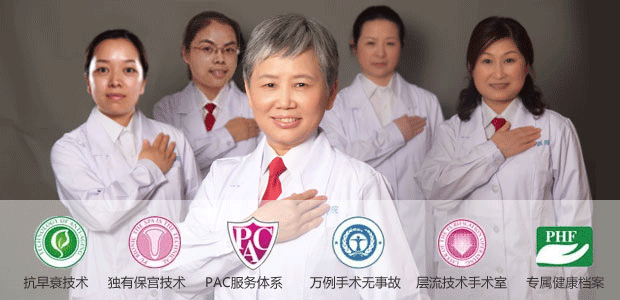 PAC
PHF
抗早衰技术
独有保宫技术
PAC服务体系
万例手术无事故
层流技术手术室
专属健康档案